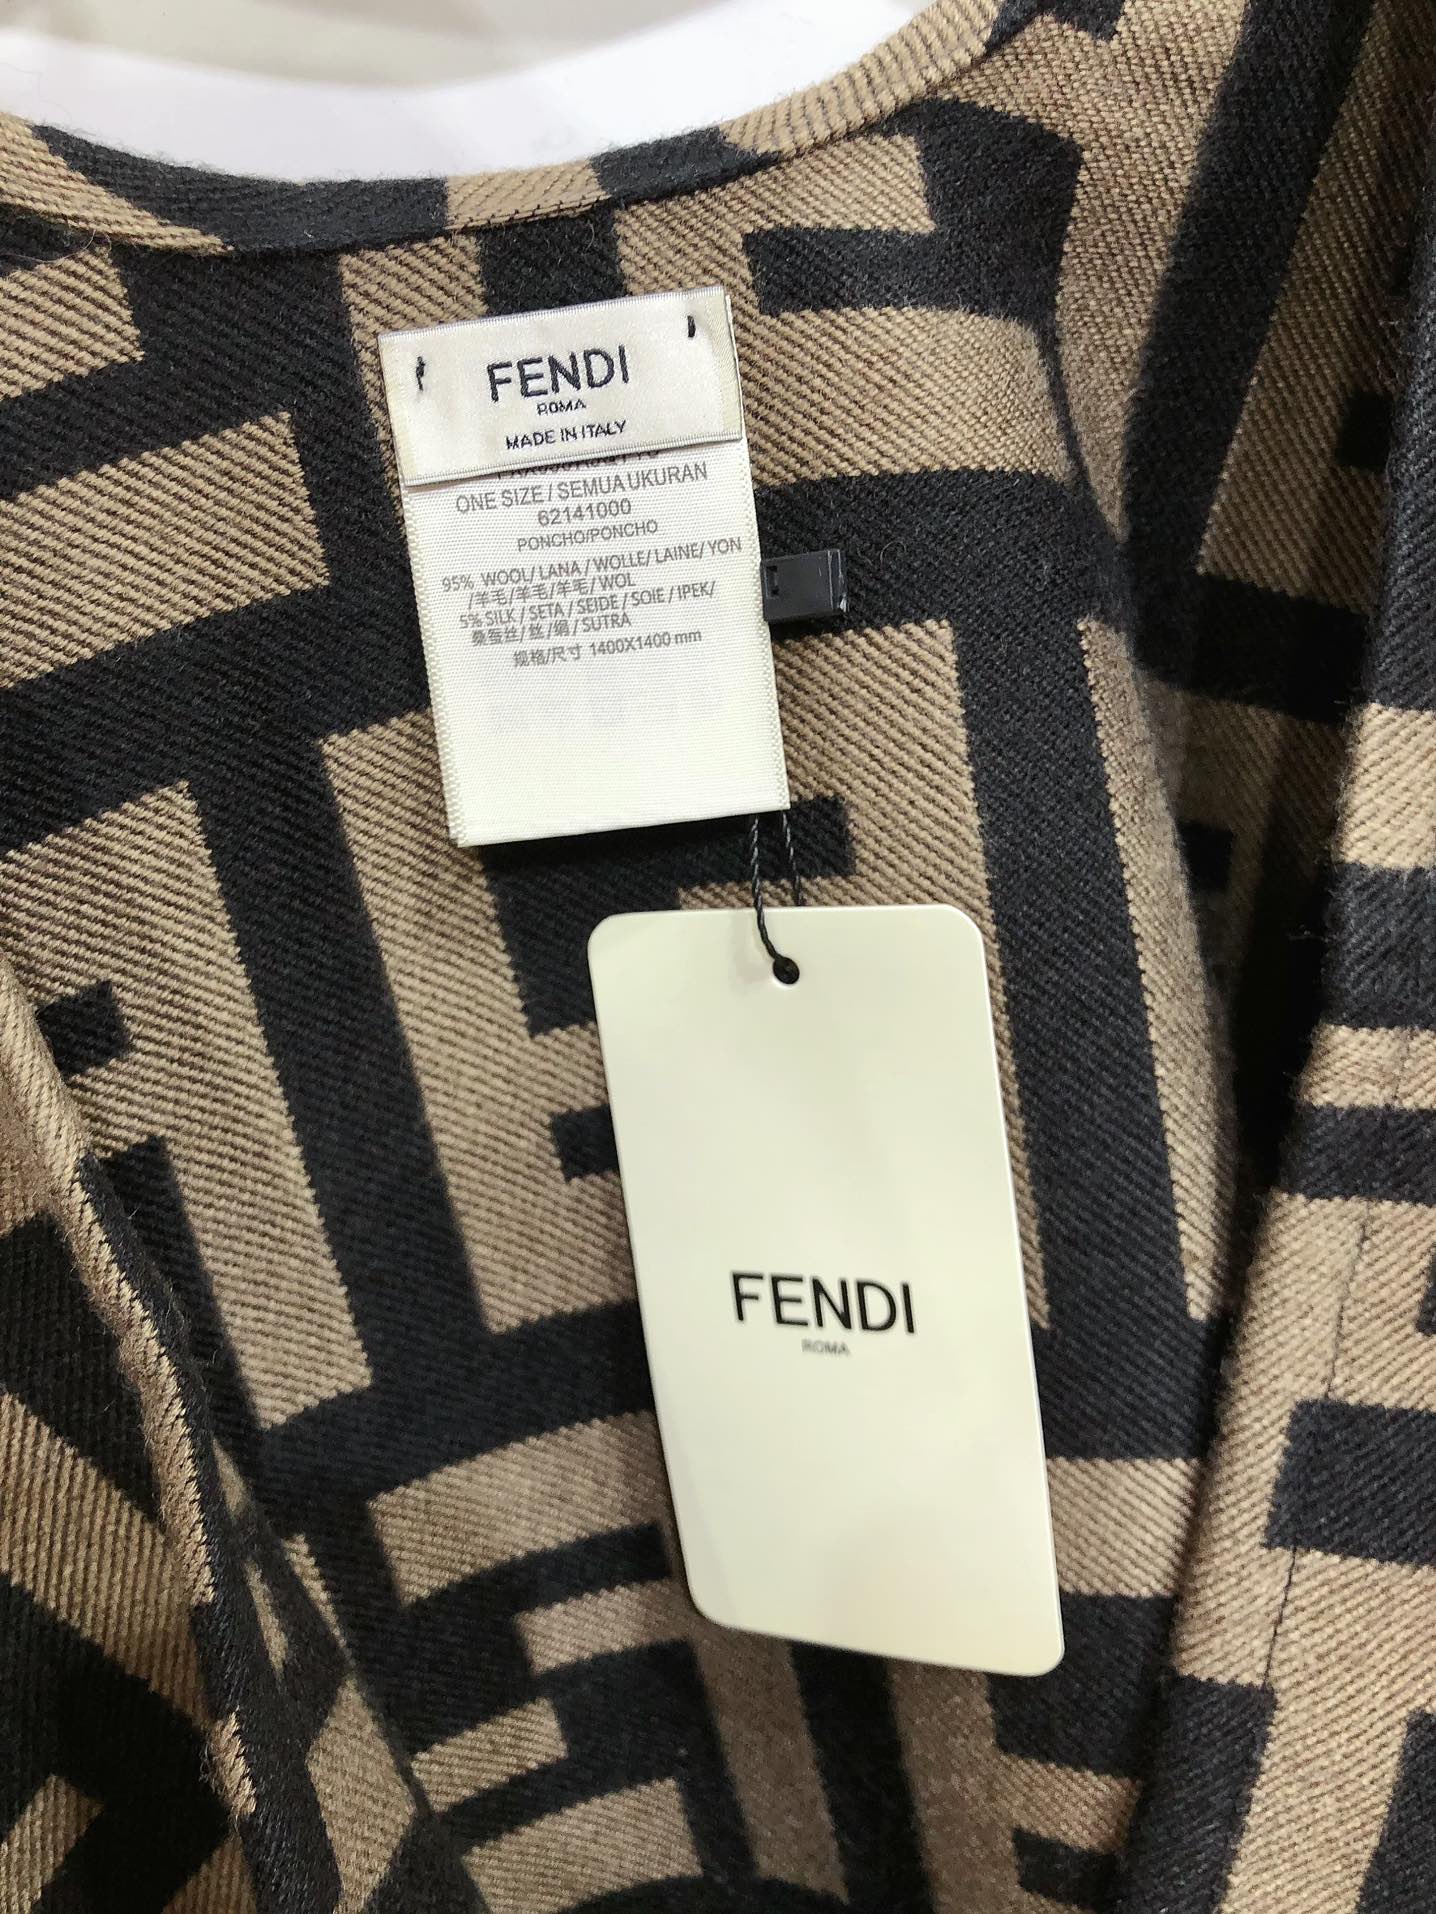 FENDI
ROMA
MADE IN ITALY
ONE SIZE / SEMUA UKURAN
62141000
PONCHO/PONCHO
95% WOOL/ LANA / WOLLE/ LAINE/ YON
/羊毛/羊毛/羊毛/ WOL
5% SILK / SETA / SEIDE / SOIE / IPEK/
桑蚕丝/ 丝 /绢/ SUTRA
规格/尺寸 1400X1400 mm
FENDI
ROMA